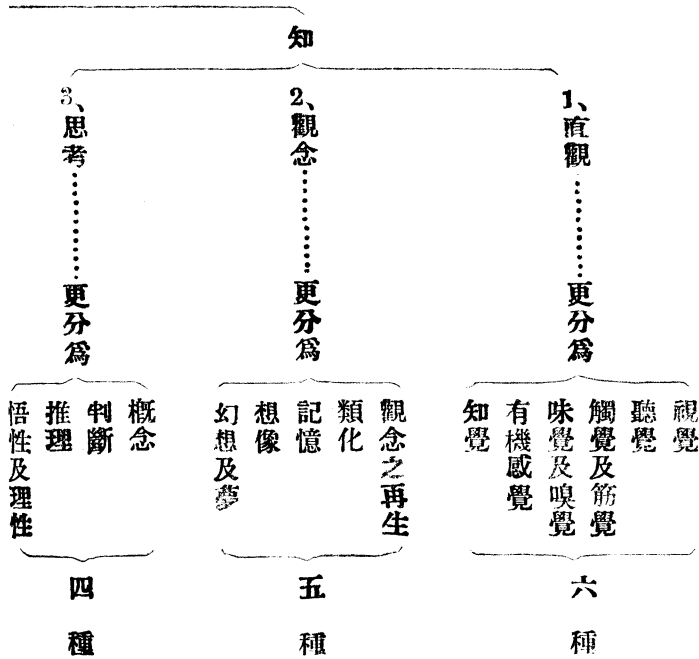 知
1、直觀…………更分爲
視覺
聽覺
觸覺及筋覺
味覺及嗅覺
有機感覺
知覺
六種
2、觀念…………更分爲
觀念之再生
類化
記憶
想像
幻想及夢
五種
3、思考…………更分爲
概念
判斷
推理
悟性及理性
四種